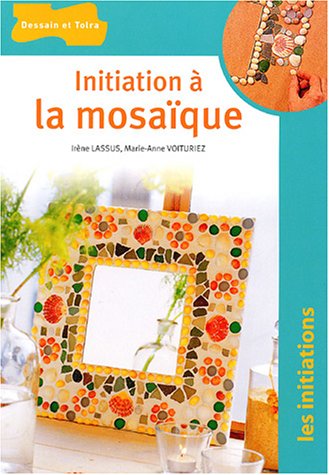 Dessain et Tolra
Initiation à
la mosaïque
Irène LASSUS, Marie-Anne VOITURIEZ
les initiations